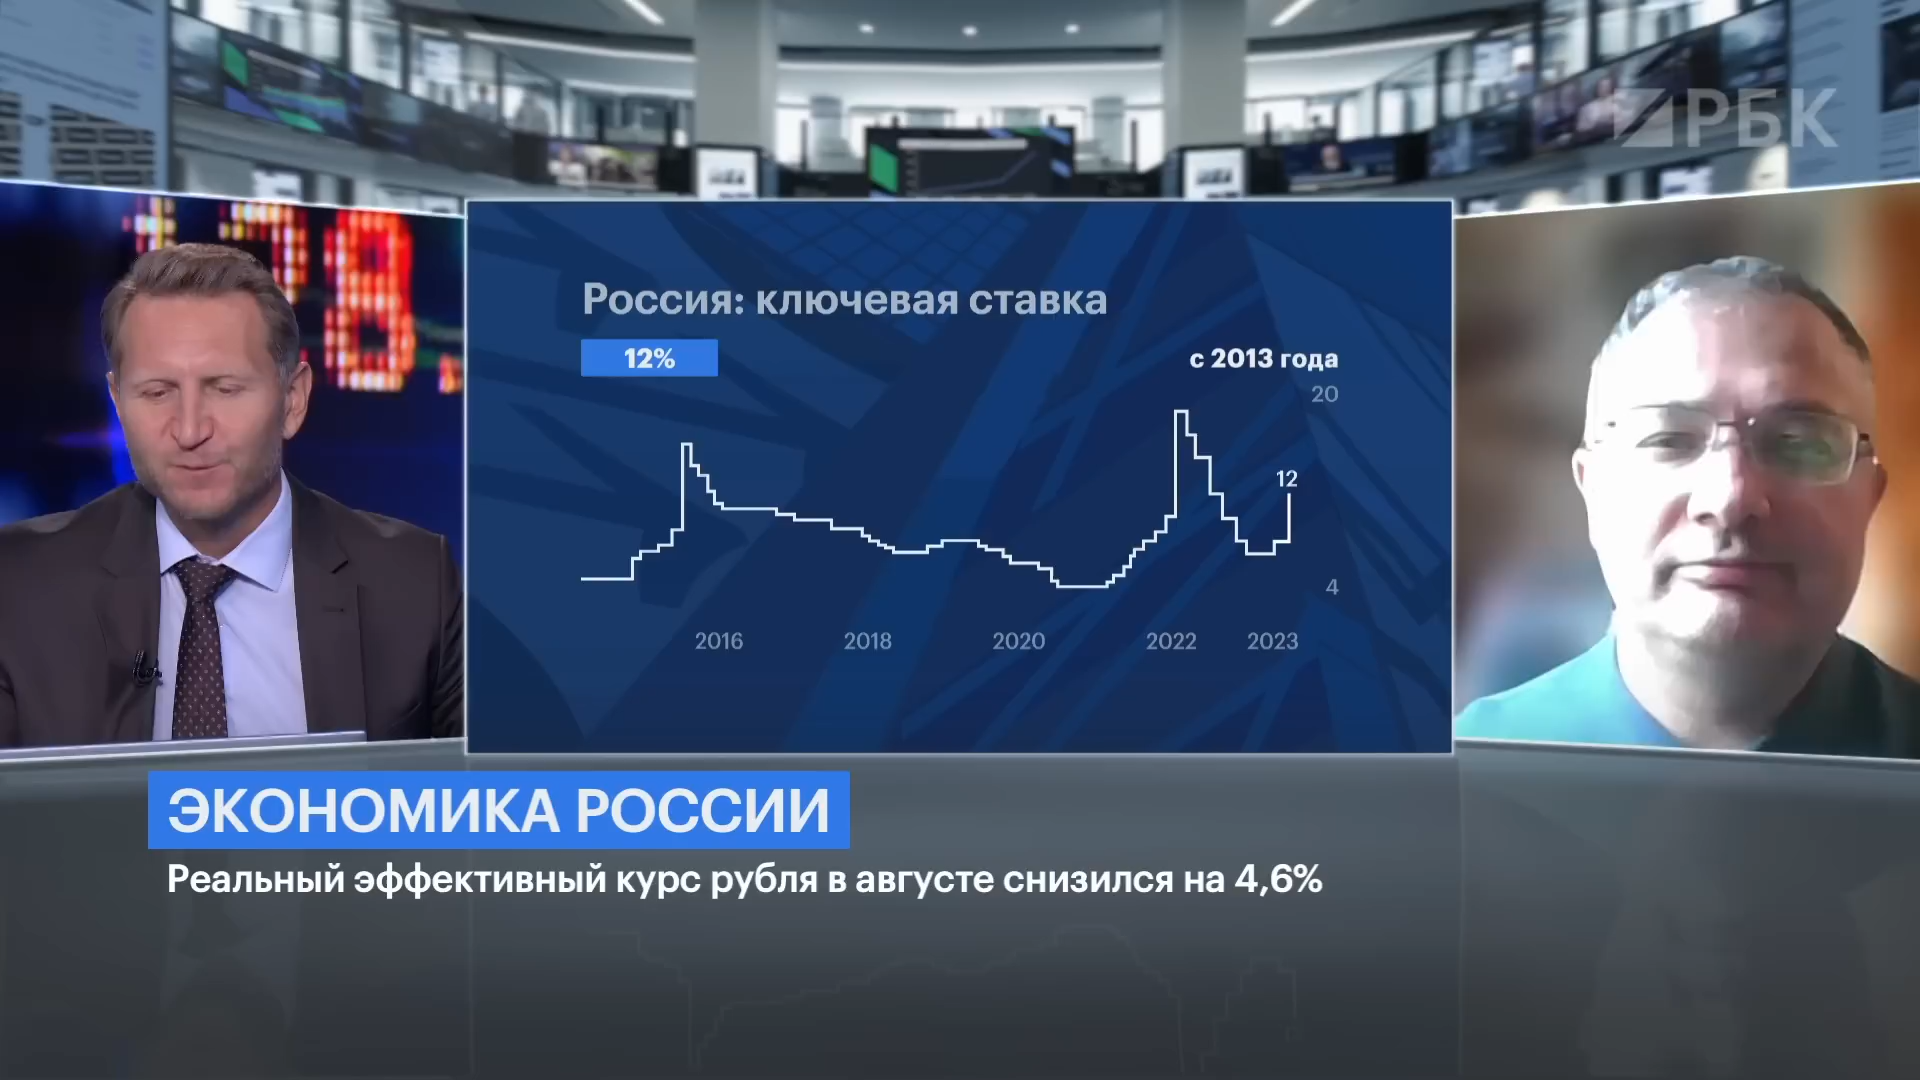 РБК
178.
Россия: ключевая ставка
12%
с 2013 года
20
12
4
2016
2018
2020
2022
2023
ЭКОНОМИКА РОССИИ
Реальный эффективный курс рубля в августе снизился на 4,6%